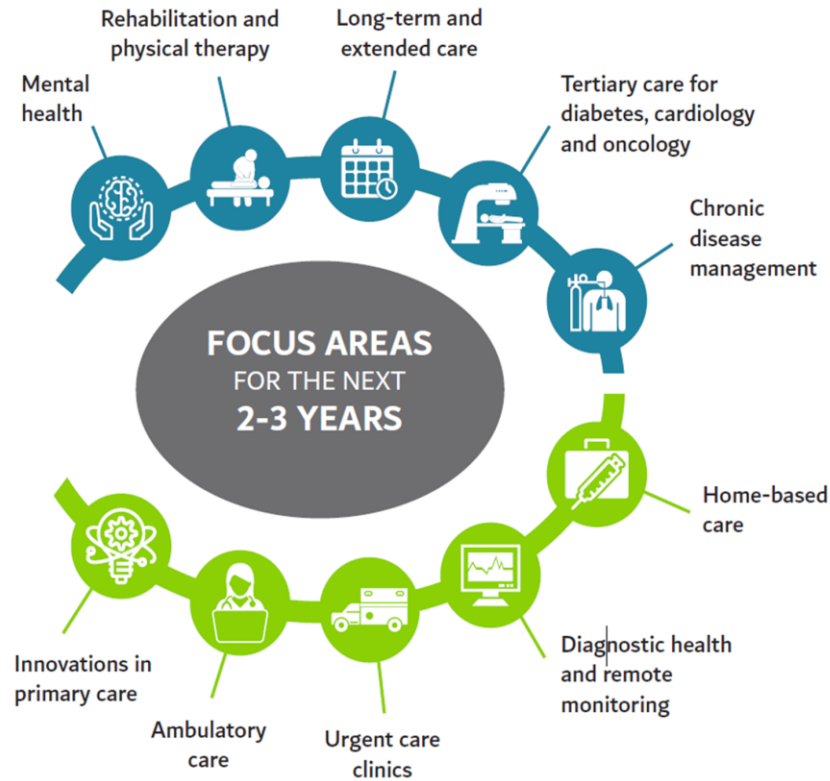 Rehabilitation and
physical therapy
Long-term and
extended care
Mental
health
Tertiary care for
diabetes, cardiology
and oncology
Chronic
disease
management
FOCUS AREAS
FOR THE NEXT
2-3 YEARS
Home-based
care
Diagnostic health
and remote
monitoring
Innovations in
primary care
Ambulatory
care
Urgent care
clinics